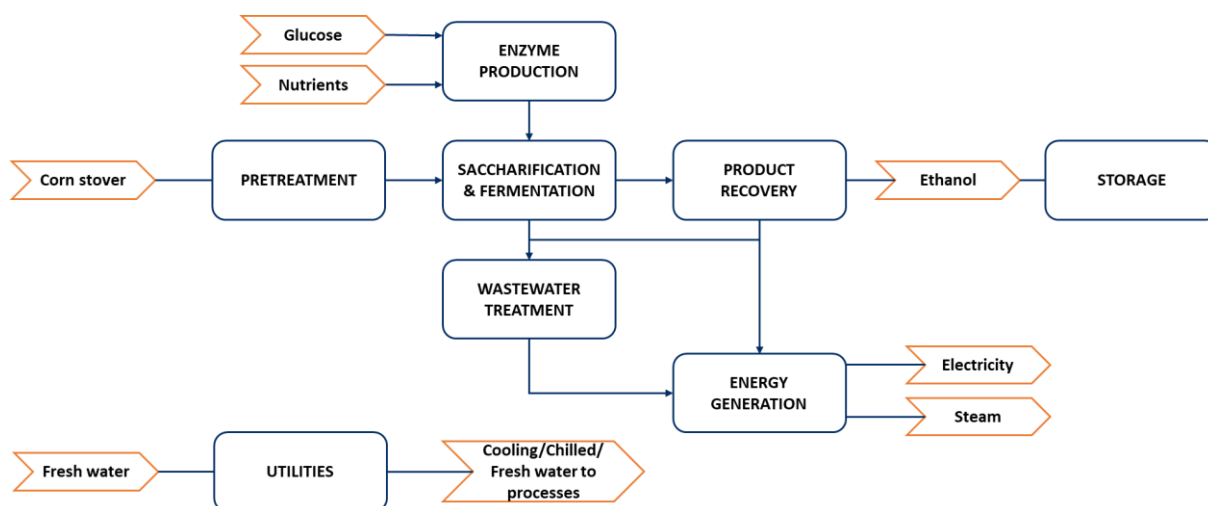 Glucose
ENZYME
PRODUCTION
Nutrients
Corn stover
PRETREATMENT
SACCHARIFICATION
& FERMENTATION
PRODUCT
RECOVERY
Ethanol
STORAGE
WASTEWATER
TREATMENT
ENERGY
GENERATION
Electricity
Steam
Fresh water
UTILITIES
Cooling/Chilled/
Fresh water to
processes